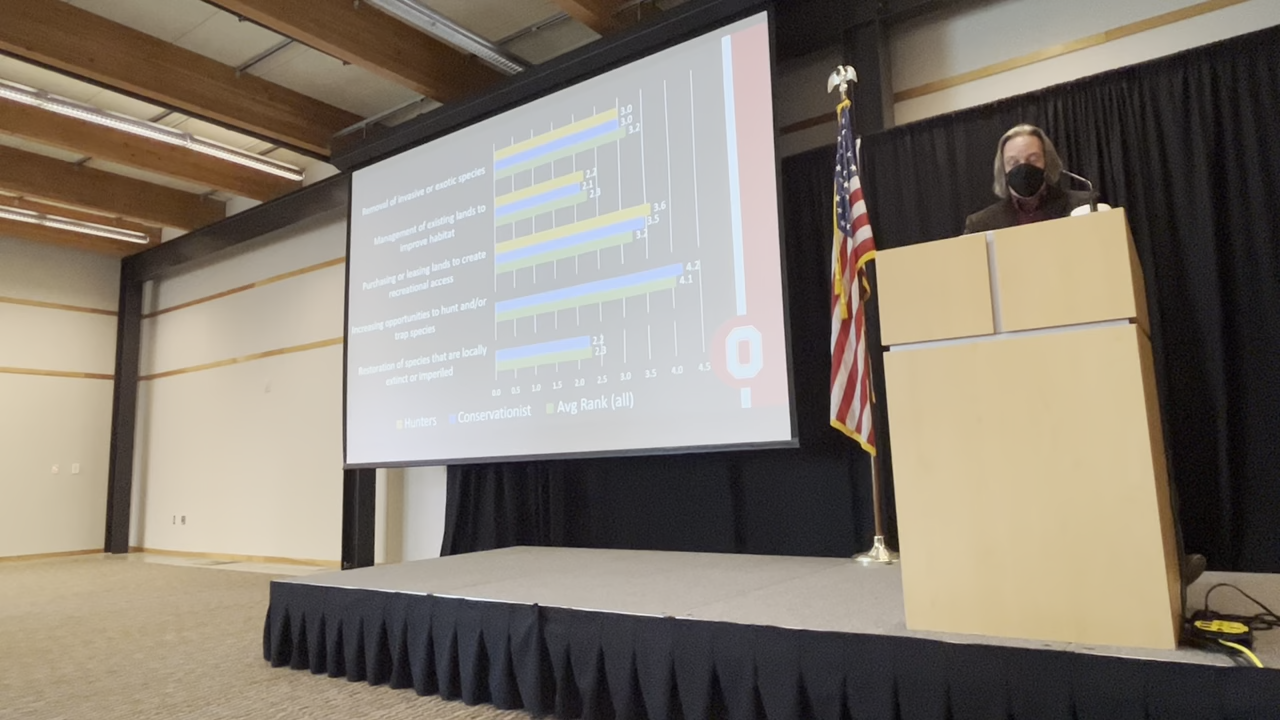 Removal of invasive or exotic species
3.0
3.0
3.2
Management of existing lands to
improve habitat
2.2
2.1
2.3
Purchasing or leasing lands to create
recreational access
3.6
3.5
3.2
Increasing opportunities to hunt and/or
trap species
4.2
4.1
Restoration of species that are locally
extinct or imperiled
2.2
2.3
0.0 0.5 1.0 1.5 2.0 2.5 3.0 3.5 4.0 4.5
Hunters Conservationist Avg Rank (all)
O